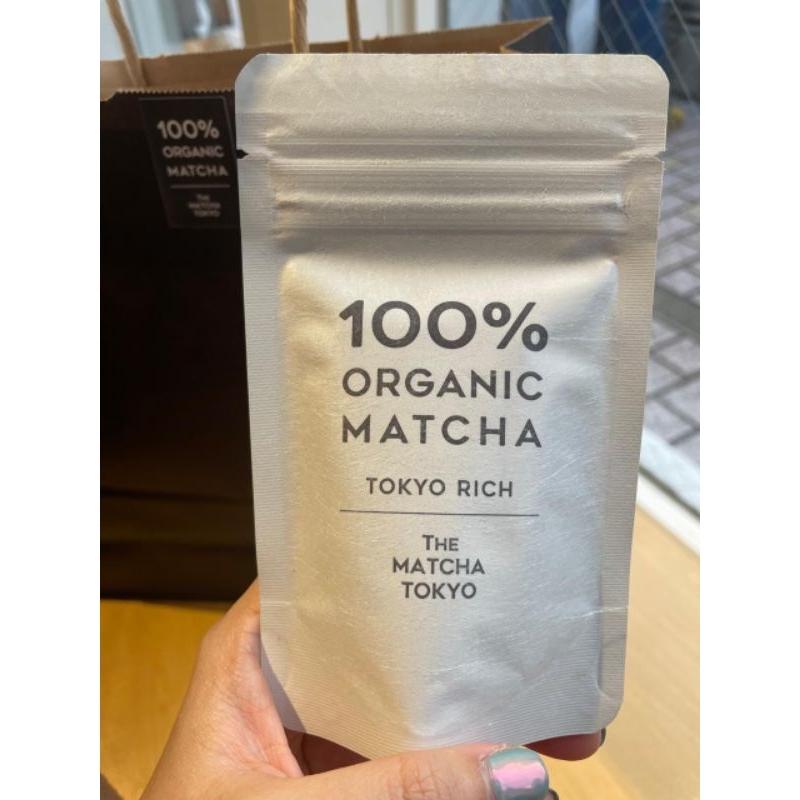 100%
ORGANIC
MATCHA
THE
MATCHA
TOKYO
100%
ORGANIC
MATCHA
TOKYO RICH
THE
MATCHA
TOKYO